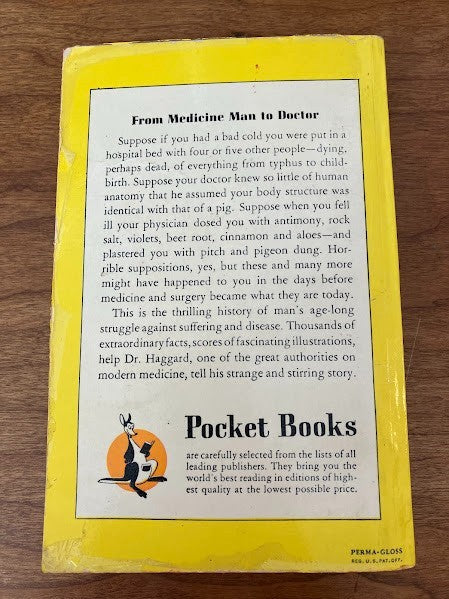 From Medicine Man to Doctor
Suppose if you had a bad cold you were put in a
hospital bed with four or five other people—dying,
perhaps dead, of everything from typhus to child-
birth. Suppose your doctor knew so little of human
anatomy that he assumed your body structure was
identical with that of a pig. Suppose when you fell
ill your physician dosed you with antimony, rock
salt, violets, beet root, cinnamon and aloes—and
plastered you with pitch and pigeon dung. Hor-
rible suppositions, yes, but these and many more
might have happened to you in the days before
medicine and surgery became what they are today.
This is the thrilling history of man's age-long
struggle against suffering and disease. Thousands of
extraordinary facts, scores of fascinating illustrations,
help Dr. Haggard, one of the great authorities on
modern medicine, tell his strange and stirring story.
Pocket Books
are carefully selected from the lists of all
leading publishers. They bring you the
world's best reading in editions of high-
est quality at the lowest possible price.
PERMA-GLOSS
REG. U.S. PAT. OFF.